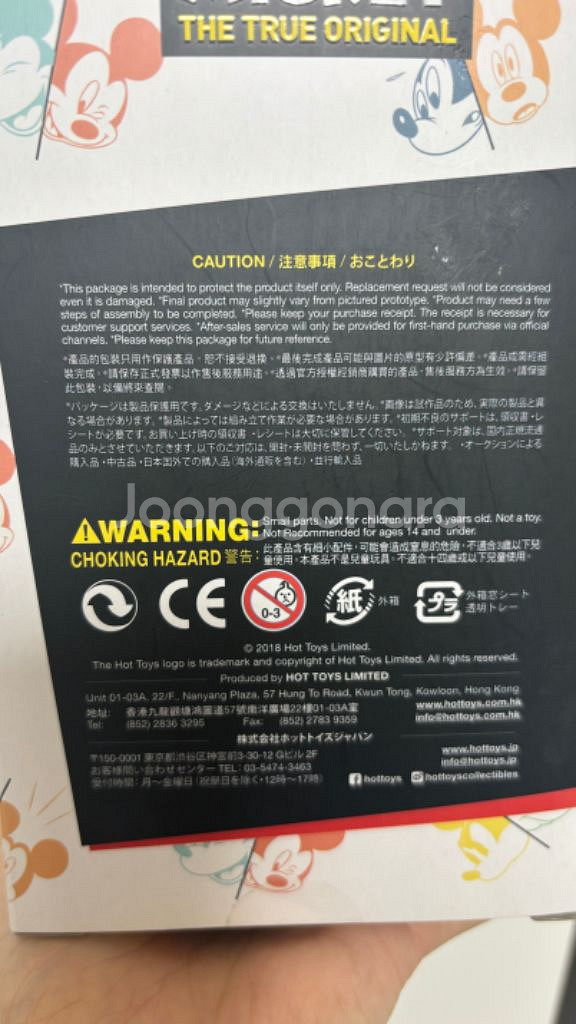 THE TRUE ORIGINAL
CAUTION / 注意事項 / おことわり
*This package is intended to protect the product itself only. Replacement request will not be considered
even it is damaged. *Final product may slightly vary from pictured prototype. *Product may need a few
steps of assembly to be completed. *Please keep your purchase receipt. The receipt is necessary for
customer support services. *After-sales service will only be provided for first-hand purchase via official
channels. *Please keep this package for future reference.
*產品的包裝只用作保護產品，恕不接受退換。*最後完成產品可能與圖片的原型有少許偏差。*產品或需經組
裝完成。*請保存正式發票以作售後服務用途。*透過官方授權經銷商購買的產品，售後服務方為生效。*請保留
此包裝，以備將來查閱。
*パッケージは製品保護用です、ダメージなどによる交換はいたしません。*画像は試作品のため、実際の製品と異
なる場合があります。*製品によっては組み立て作業が必要な場合があります。*初期不良のサポートは、領収書・レ
シートが必要です。お買い上げ時の領収書・レシートは大切に保管してください。*サポート対象は、国内正規流通
品のみとさせていただきます。以下のご対応は、開封・未開封を問わず、一切いたしかねます。・オークションによる
購入品・中古品・日本国外での購入品（海外通販を含む）・並行輸入品
Joonggonara
WARNING: Small parts. Not for children under 3 years old. Not a toy.
Not Recommended for ages 14 and under.
CHOKING HAZARD 警告： 此產品含有細小配件，可能會造成窒息的危險，不適合3歲以下兒
童使用。本產品不是兒童玩具，不適合十四歲或以下兒童使用。
CE 0-3 紙 外箱 プラ 外箱窓シート
透明トレー
© 2018 Hot Toys Limited.
The Hot Toys logo is trademark and copyright of Hot Toys Limited. All rights reserved.
Produced by HOT TOYS LIMITED
Unit 01-03A, 22/F., Nanyang Plaza, 57 Hung To Road, Kwun Tong, Kowloon, Hong Kong
地址： 香港九龍觀塘鴻圖道57號南洋廣場22樓01-03A室 www.hottoys.com.hk
Tel: (852) 2836 3295 Fax: (852) 2783 9359 info@hottoys.com.hk
株式会社ホットトイズジャパン
〒150-0001 東京都渋谷区神宮前3-30-12 Gビル 2F www.hottoys.jp
お客様問い合わせセンター TEL : 03-5474-3463 info@hottoys.jp
受付時間：月～金曜日（祝祭日を除く・12時～17時） hottoys hottoyscollectibles